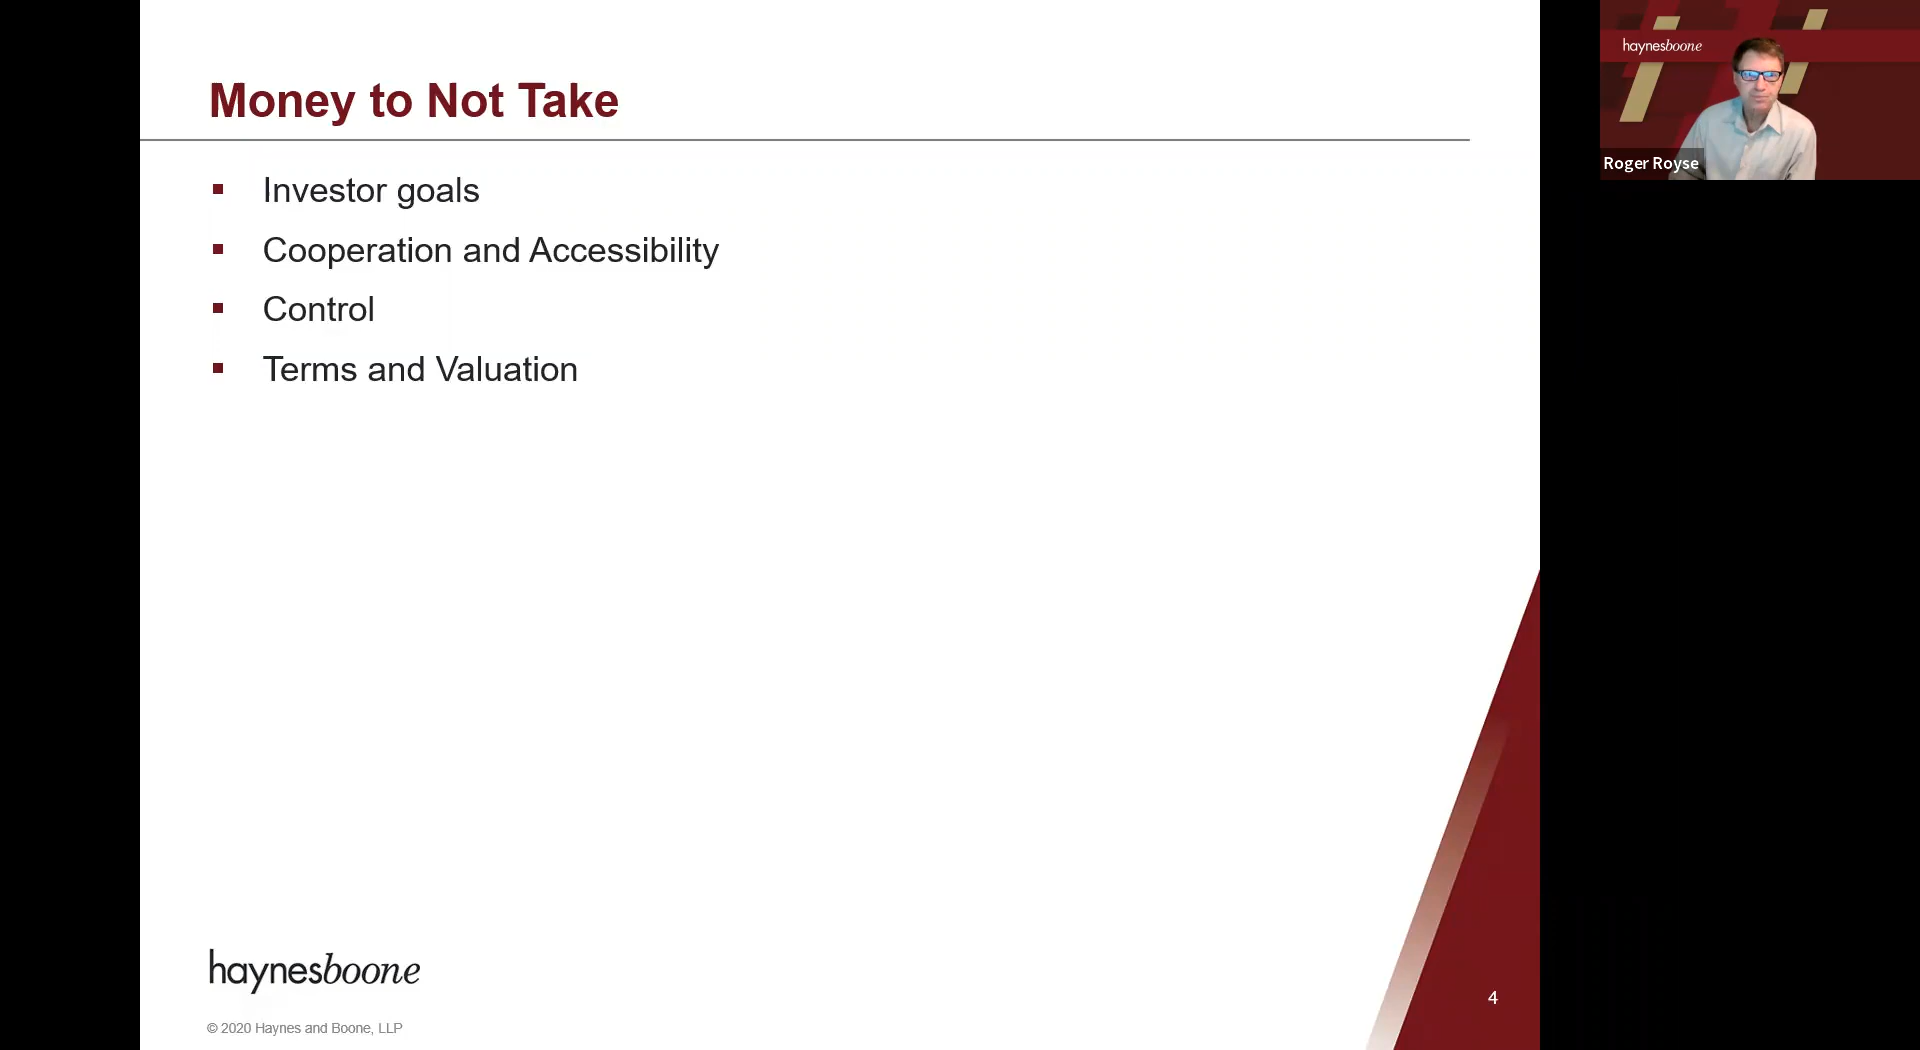 Money to Not Take
Investor goals
Cooperation and Accessibility
Control
Terms and Valuation
haynesboone
© 2020 Haynes and Boone, LLP
4
haynesboone
Roger Royse